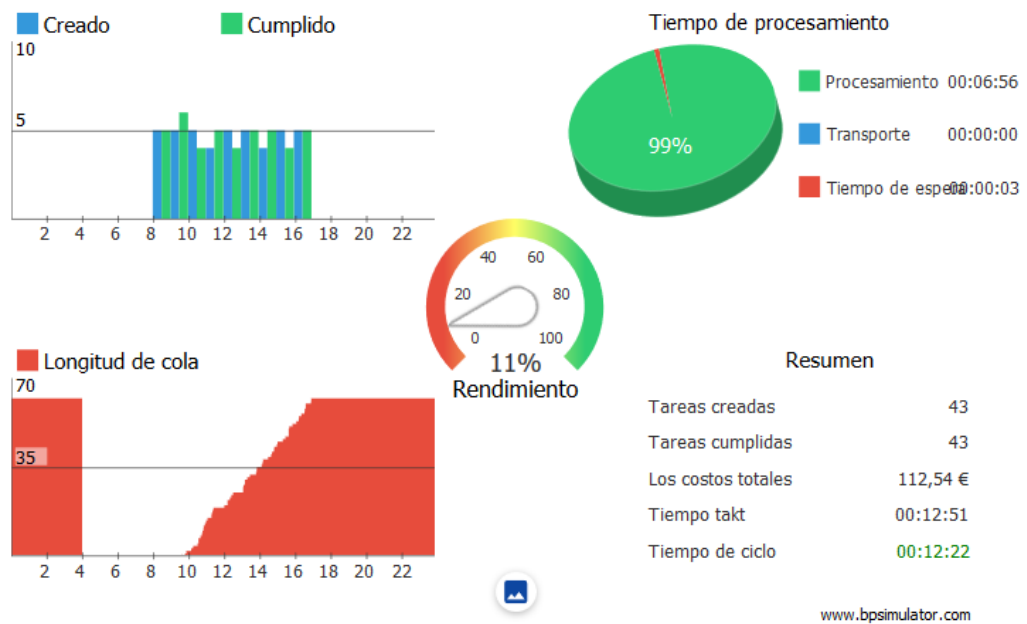 Creado Cumplido
10
5
2 4 6 8 10 12 14 16 18 20 22
Tiempo de procesamiento
99%
Procesamiento 00:06:56
Transporte 00:00:00
Tiempo de espera 00:00:03
40 60
20 80
0 100
11%
Rendimiento
Longitud de cola
70
35
2 4 6 8 10 12 14 16 18 20 22
Resumen
Tareas creadas 43
Tareas cumplidas 43
Los costos totales 112,54 €
Tiempo takt 00:12:51
Tiempo de ciclo 00:12:22
www.bpsimulator.com